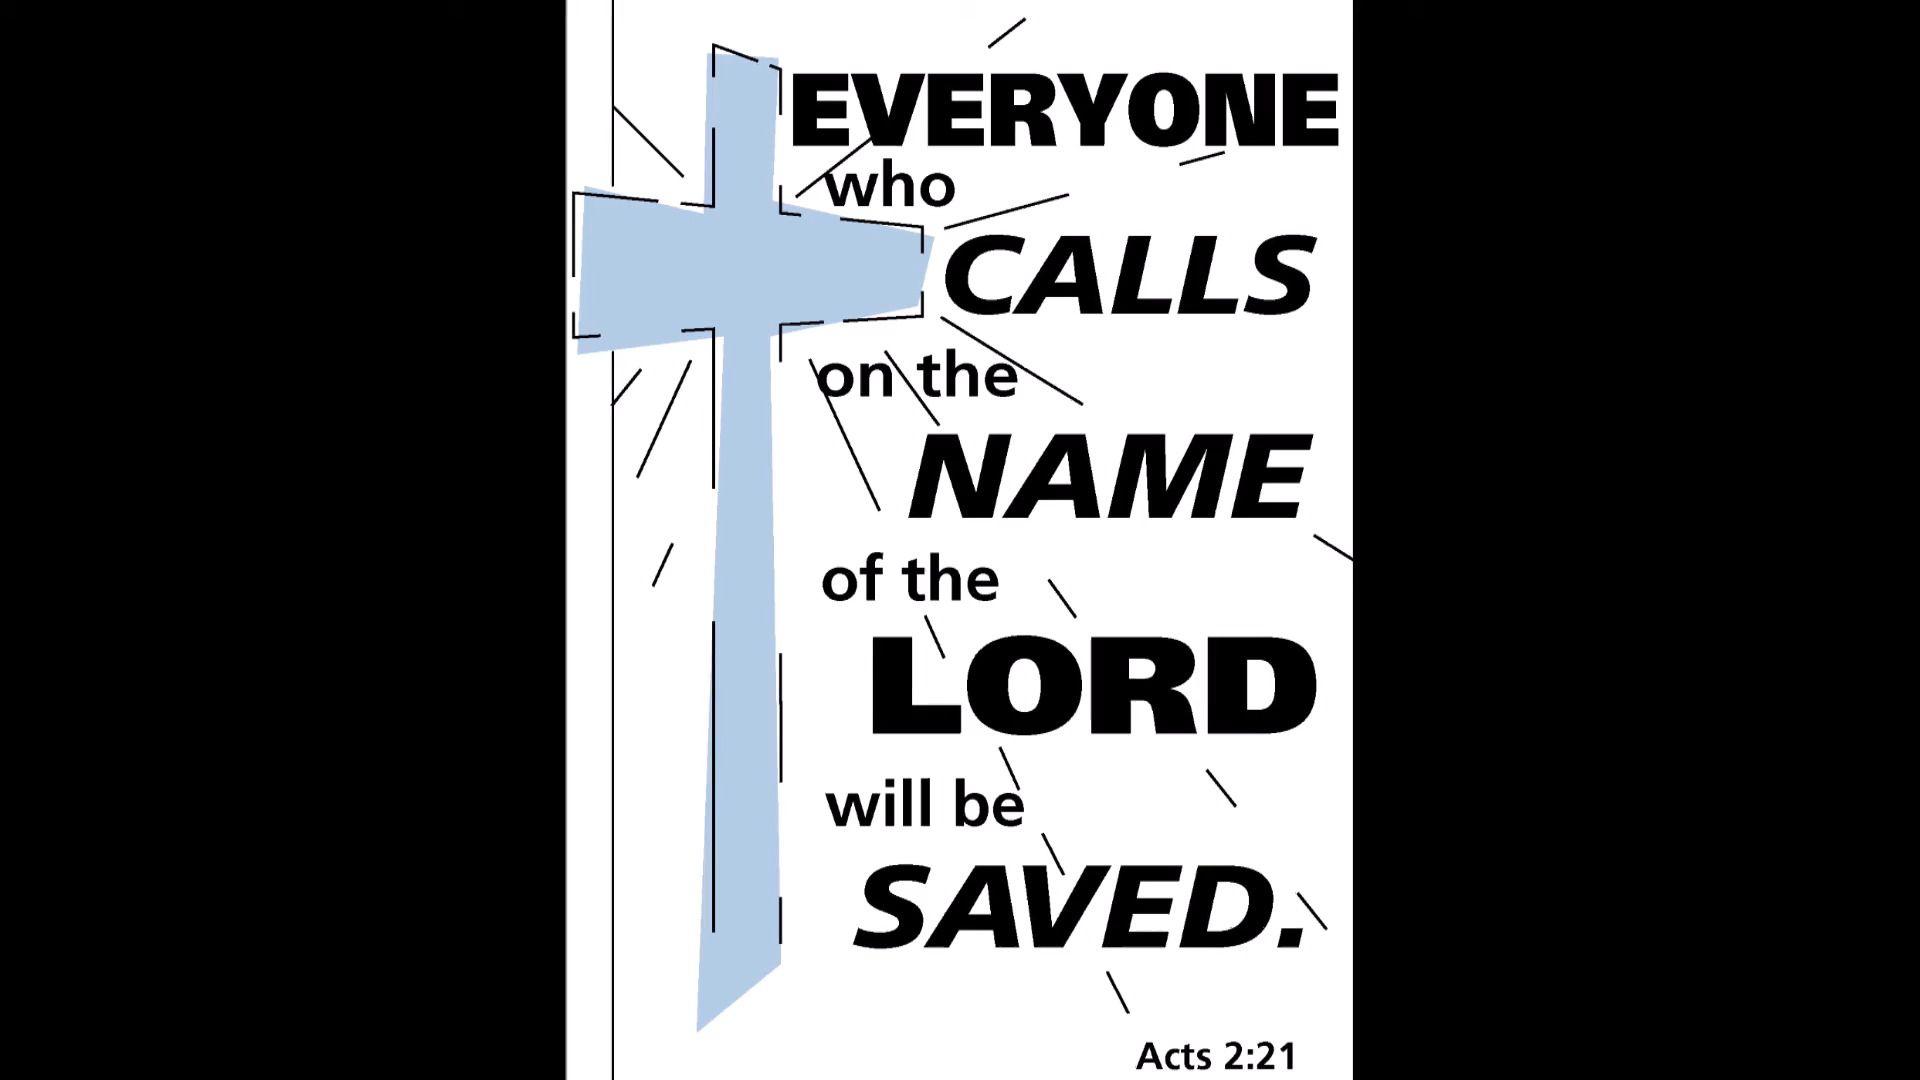 EVERYONE
who
CALLS
on the
NAME
of the
LORD
will be
SAVED.
Acts 2:21